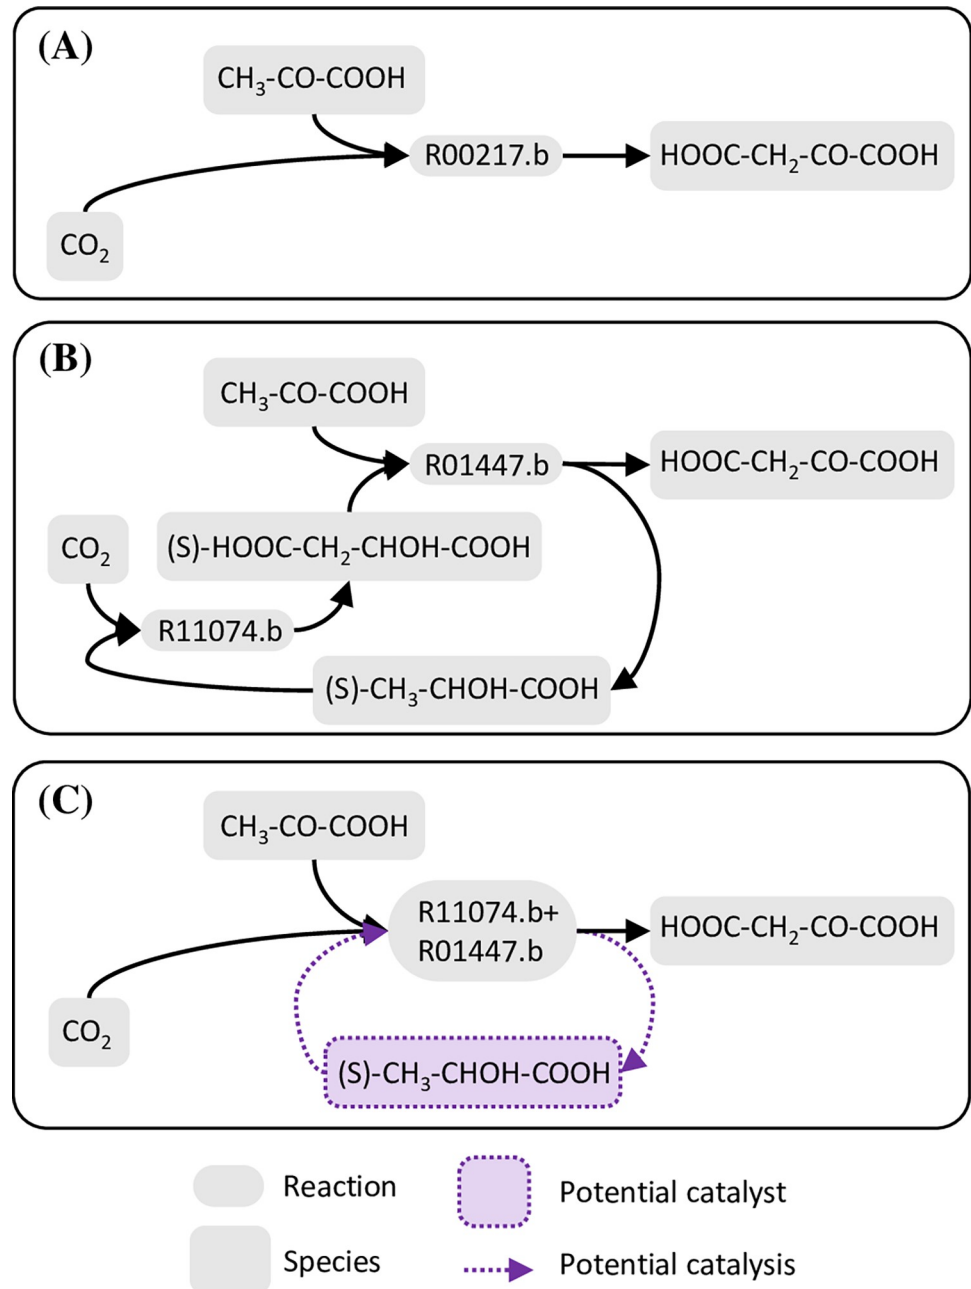 (A)
CH₃-CO-COOH
R00217.b
HOOC-CH₂-CO-COOH
CO₂
(B)
CH₃-CO-COOH
R01447.b
HOOC-CH₂-CO-COOH
CO₂
(S)-HOOC-CH₂-CHOH-COOH
R11074.b
(S)-CH₃-CHOH-COOH
(C)
CH₃-CO-COOH
R11074.b+
R01447.b
HOOC-CH₂-CO-COOH
CO₂
(S)-CH₃-CHOH-COOH
Reaction
Potential catalyst
Species
Potential catalysis